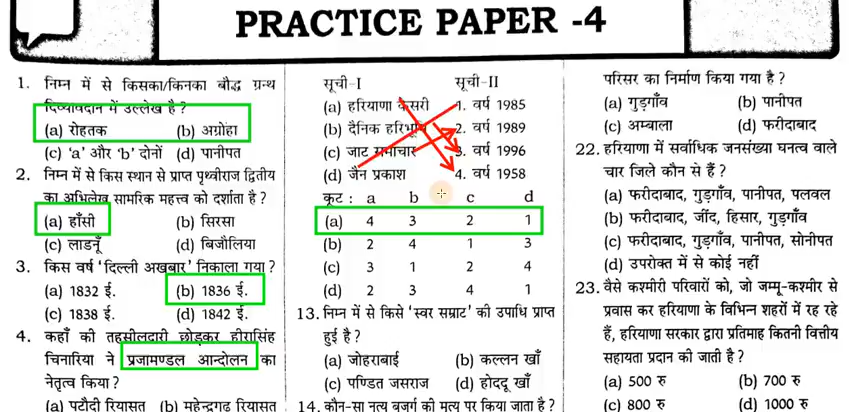 PRACTICE PAPER -4
1. निम्न में से किसका/किनका बौद्ध ग्रन्थ
दिव्यावदान में उल्लेख है ?
(a) रोहतक (b) अग्रोहा
(c) 'a' और 'b' दोनों (d) पानीपत
2. निम्न में से किस स्थान से प्राप्त पृथ्वीराज द्वितीय
का अभिलेख सामरिक महत्त्व को दर्शाता है ?
(a) हाँसी (b) सिरसा
(c) लाडनूँ (d) बिजौलिया
3. किस वर्ष 'दिल्ली अखबार' निकाला गया ?
(a) 1832 ई. (b) 1836 ई.
(c) 1838 ई. (d) 1842 ई.
4. कहाँ की तहसीलदारी छोड़कर हीरासिंह
चिनारिया ने प्रजामण्डल आन्दोलन का
नेतृत्व किया ?
(a) पटौदी रियासत (b) महेन्द्रगढ़ रियासत
सूची-I सूची-II
(a) हरियाणा केसरी 1. वर्ष 1985
(b) दैनिक हरिभूमि 2. वर्ष 1989
(c) जाट समाचार 3. वर्ष 1996
(d) जैन प्रकाश 4. वर्ष 1958
कूट : a b c d
(a) 4 3 2 1
(b) 2 4 1 3
(c) 3 1 2 4
(d) 2 3 4 1
13. निम्न में से किसे 'स्वर सम्राट' की उपाधि प्राप्त
हुई है ?
(a) जोहराबाई (b) कल्लन खाँ
(c) पण्डित जसराज (d) होददू खाँ
14. कौन-सा नृत्य बुजुर्ग की मृत्यु पर किया जाता है ?
परिसर का निर्माण किया गया है ?
(a) गुड़गाँव (b) पानीपत
(c) अम्बाला (d) फरीदाबाद
22. हरियाणा में सर्वाधिक जनसंख्या घनत्व वाले
चार जिले कौन से हैं ?
(a) फरीदाबाद, गुड़गाँव, पानीपत, पलवल
(b) फरीदाबाद, जींद, हिसार, गुड़गाँव
(c) फरीदाबाद, गुड़गाँव, पानीपत, सोनीपत
(d) उपरोक्त में से कोई नहीं
23. वैसे कश्मीरी परिवारों को, जो जम्मू-कश्मीर से
प्रवास कर हरियाणा के विभिन्न शहरों में रह रहे
हैं, हरियाणा सरकार द्वारा प्रतिमाह कितनी वित्तीय
सहायता प्रदान की जाती है ?
(a) 500 रु (b) 700 रु
(c) 800 रु (d) 1000 रु